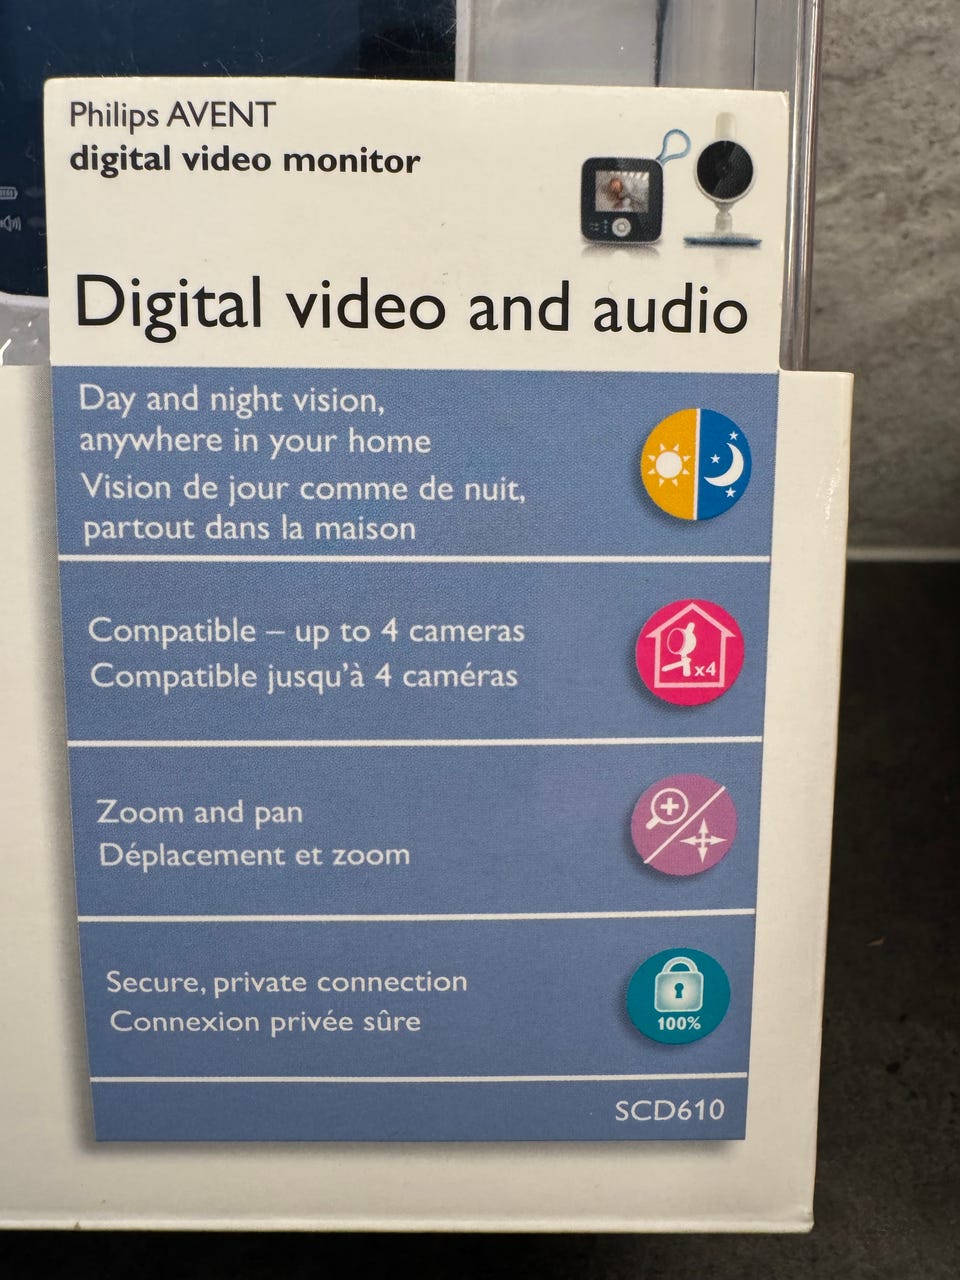 Philips AVENT
digital video monitor
Digital video and audio
Day and night vision,
anywhere in your home
Vision de jour comme de nuit,
partout dans la maison
Compatible – up to 4 cameras
Compatible jusqu'à 4 caméras
x4
Zoom and pan
Déplacement et zoom
Secure, private connection
Connexion privée sûre
100%
SCD610